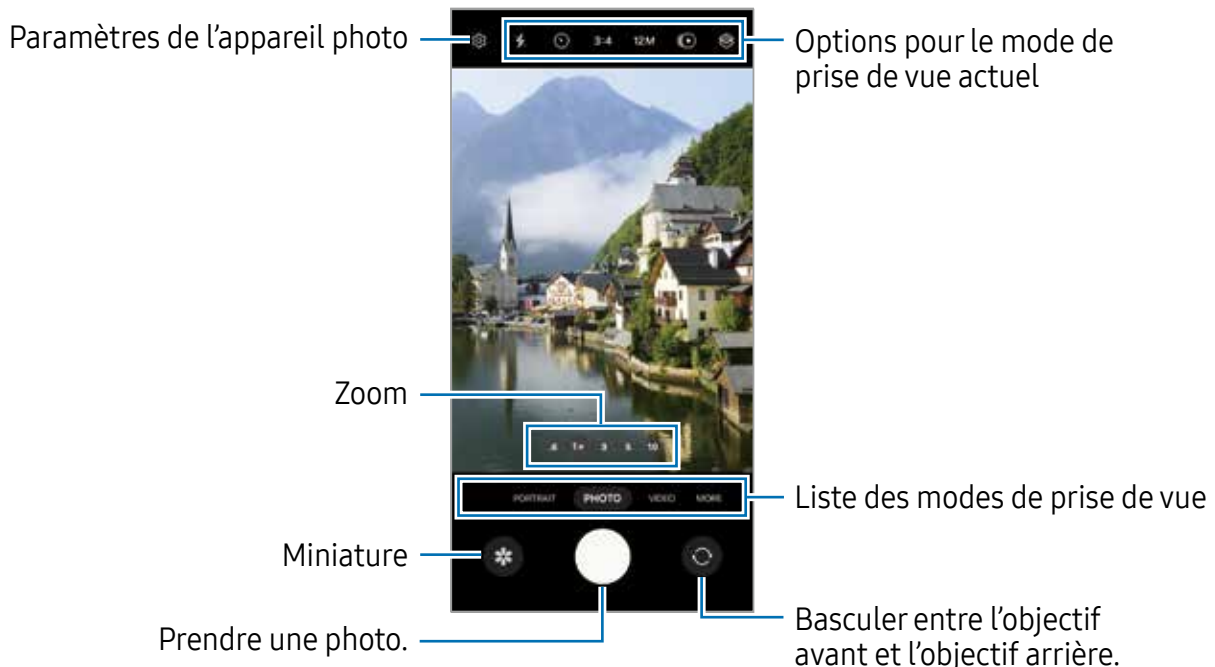 Paramètres de l’appareil photo
3:4 12M
Options pour le mode de
prise de vue actuel
Zoom
.6 1× 3 5 10
PORTRAIT PHOTO VIDEO MORE
Liste des modes de prise de vue
Miniature
Prendre une photo.
Basculer entre l’objectif
avant et l’objectif arrière.